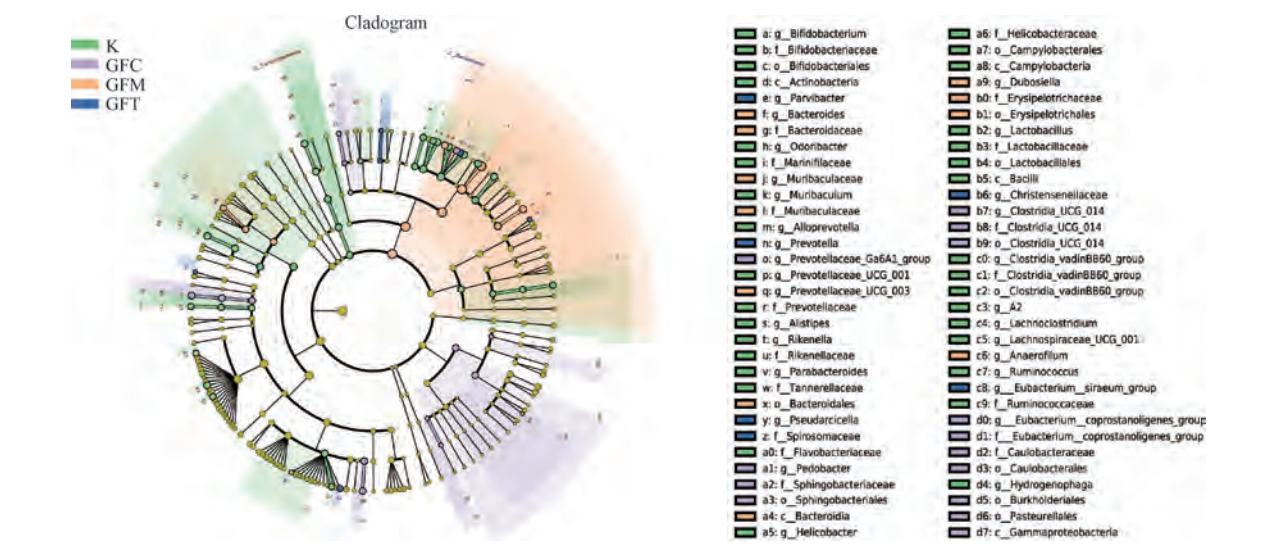 Cladogram
K
GFC
GFM
GFT
a: g__Bifidobacterium
b: f__Bifidobacteriaceae
c: o__Bifidobacteriales
d: c__Actinobacteria
e: g__Parvibacter
f: g__Bacteroides
g: f__Bacteroidaceae
h: g__Odoribacter
i: f__Marinifilaceae
j: g__Muribaculaceae
k: g__Muribaculum
l: f__Muribaculaceae
m: g__Alloprevotella
n: g__Prevotella
o: g__Prevotellaceae_Ga6A1_group
p: g__Prevotellaceae_UCG_001
q: g__Prevotellaceae_UCG_003
r: f__Prevotellaceae
s: g__Alistipes
t: g__Rikenella
u: f__Rikenellaceae
v: g__Parabacteroides
w: f__Tannerellaceae
x: o__Bacteroidales
y: g__Pseudarcicella
z: f__Spirosomaceae
a0: f__Flavobacteriaceae
a1: g__Pedobacter
a2: f__Sphingobacteriaceae
a3: o__Sphingobacteriales
a4: c__Bacteroidia
a5: g__Helicobacter
a6: f__Helicobacteraceae
a7: o__Campylobacterales
a8: c__Campylobacteria
a9: g__Dubosiella
b0: f__Erysipelotrichaceae
b1: o__Erysipelotrichales
b2: g__Lactobacillus
b3: f__Lactobacillaceae
b4: o__Lactobacillales
b5: c__Bacilli
b6: g__Christensenellaceae
b7: g__Clostridia_UCG_014
b8: f__Clostridia_UCG_014
b9: o__Clostridia_UCG_014
c0: g__Clostridia_vadinBB60_group
c1: f__Clostridia_vadinBB60_group
c2: o__Clostridia_vadinBB60_group
c3: g__A2
c4: g__Lachnoclostridium
c5: g__Lachnospiraceae_UCG_001
c6: g__Anaerofilum
c7: g__Ruminococcus
c8: g___Eubacterium__siraeum_group
c9: f__Ruminococcaceae
d0: g___Eubacterium__coprostanoligenes_group
d1: f___Eubacterium__coprostanoligenes_group
d2: f__Caulobacteraceae
d3: o__Caulobacterales
d4: g__Hydrogenophaga
d5: o__Burkholderiales
d6: o__Pasteurellales
d7: c__Gammaproteobacteria